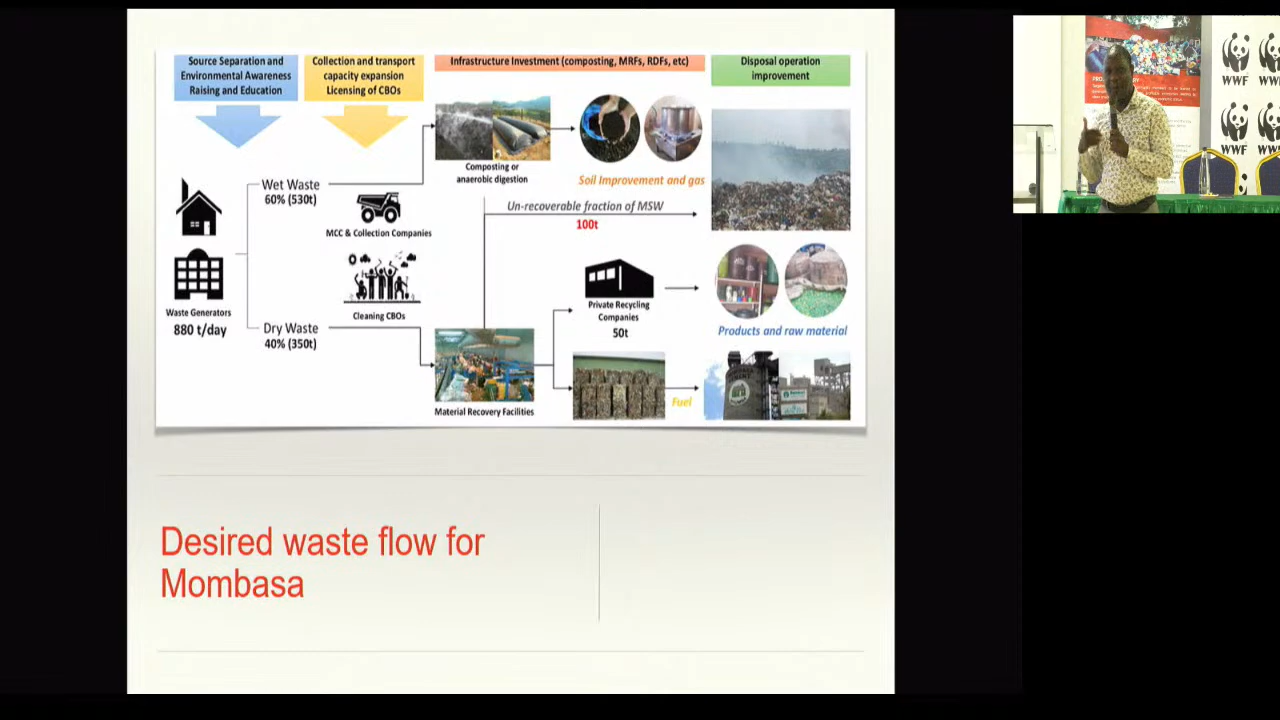 Source Separation and
Environmental Awareness
Raising and Education
Collection and transport
capacity expansion
Licensing of CBOs
Infrastructure Investment (composting, MRFs, RDFs, etc)
Disposal operation
improvement
Wet Waste
60% (530t)
MCC & Collection Companies
Composting or
anaerobic digestion
Soil Improvement and gas
Un-recoverable fraction of MSW
100t
Waste Generators
880 t/day
Cleaning CBOs
Dry Waste
40% (350t)
Material Recovery Facilities
Private Recycling
Companies
50t
Products and raw material
Fuel
Desired waste flow for
Mombasa
WWF
WWF
WWF
WWF